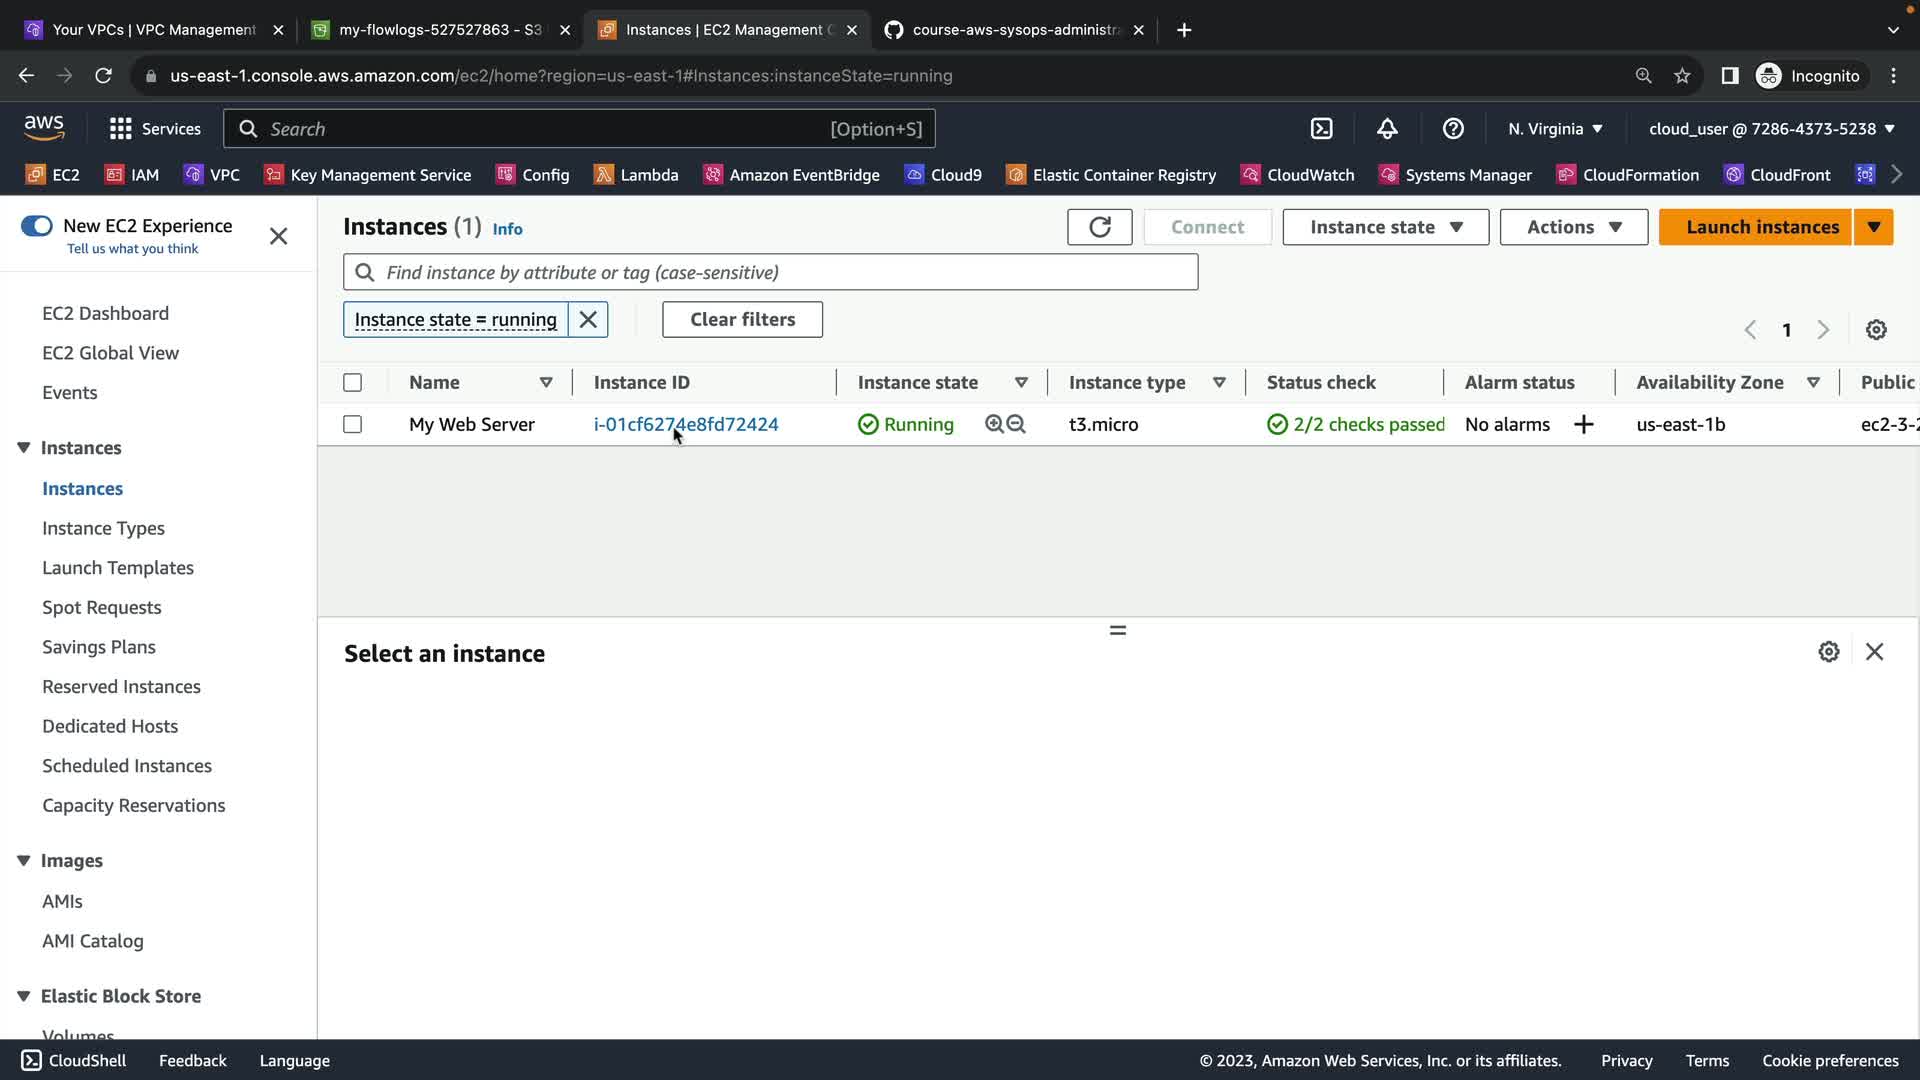 Your VPCs | VPC Management
my-flowlogs-527527863 - S3
Instances | EC2 Management C
course-aws-sysops-administra
us-east-1.console.aws.amazon.com/ec2/home?region=us-east-1#Instances:instanceState=running
Incognito
aws
Services
Search
[Option+S]
N. Virginia
cloud_user @ 7286-4373-5238
EC2
IAM
VPC
Key Management Service
Config
Lambda
Amazon EventBridge
Cloud9
Elastic Container Registry
CloudWatch
Systems Manager
CloudFormation
CloudFront
New EC2 Experience
Tell us what you think
EC2 Dashboard
EC2 Global View
Events
Instances
Instances
Instance Types
Launch Templates
Spot Requests
Savings Plans
Reserved Instances
Dedicated Hosts
Scheduled Instances
Capacity Reservations
Images
AMIs
AMI Catalog
Elastic Block Store
Volumes
Instances (1) Info
Connect
Instance state
Actions
Launch instances
Find instance by attribute or tag (case-sensitive)
Instance state = running
Clear filters
1
Name
Instance ID
Instance state
Instance type
Status check
Alarm status
Availability Zone
Public
My Web Server
i-01cf6274e8fd72424
Running
t3.micro
2/2 checks passed
No alarms
us-east-1b
ec2-3-2
Select an instance
CloudShell
Feedback
Language
© 2023, Amazon Web Services, Inc. or its affiliates.
Privacy
Terms
Cookie preferences